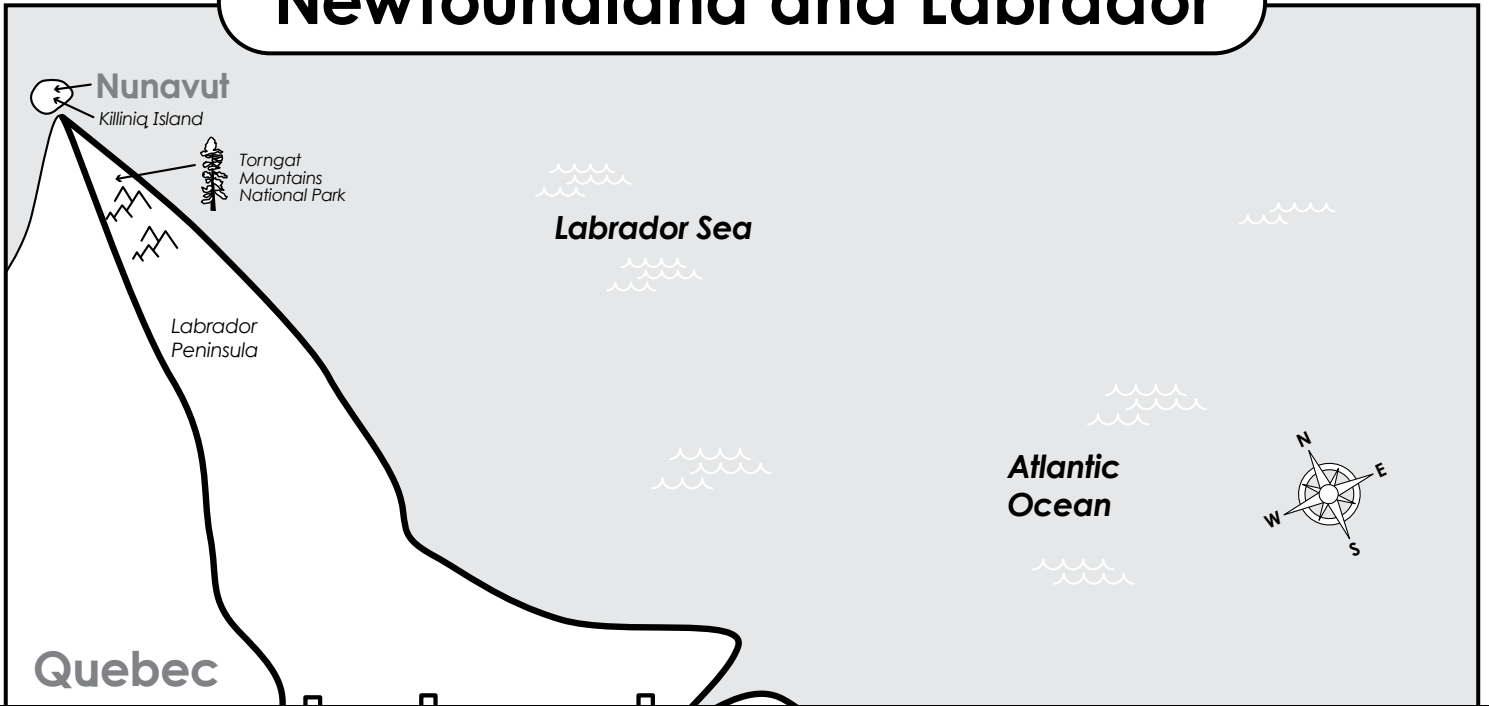 Newfoundland and Labrador
Nunavut
Killiniq Island
Torngat
Mountains
National Park
Labrador Sea
Labrador
Peninsula
Atlantic
Ocean
N
E
W
S
Quebec